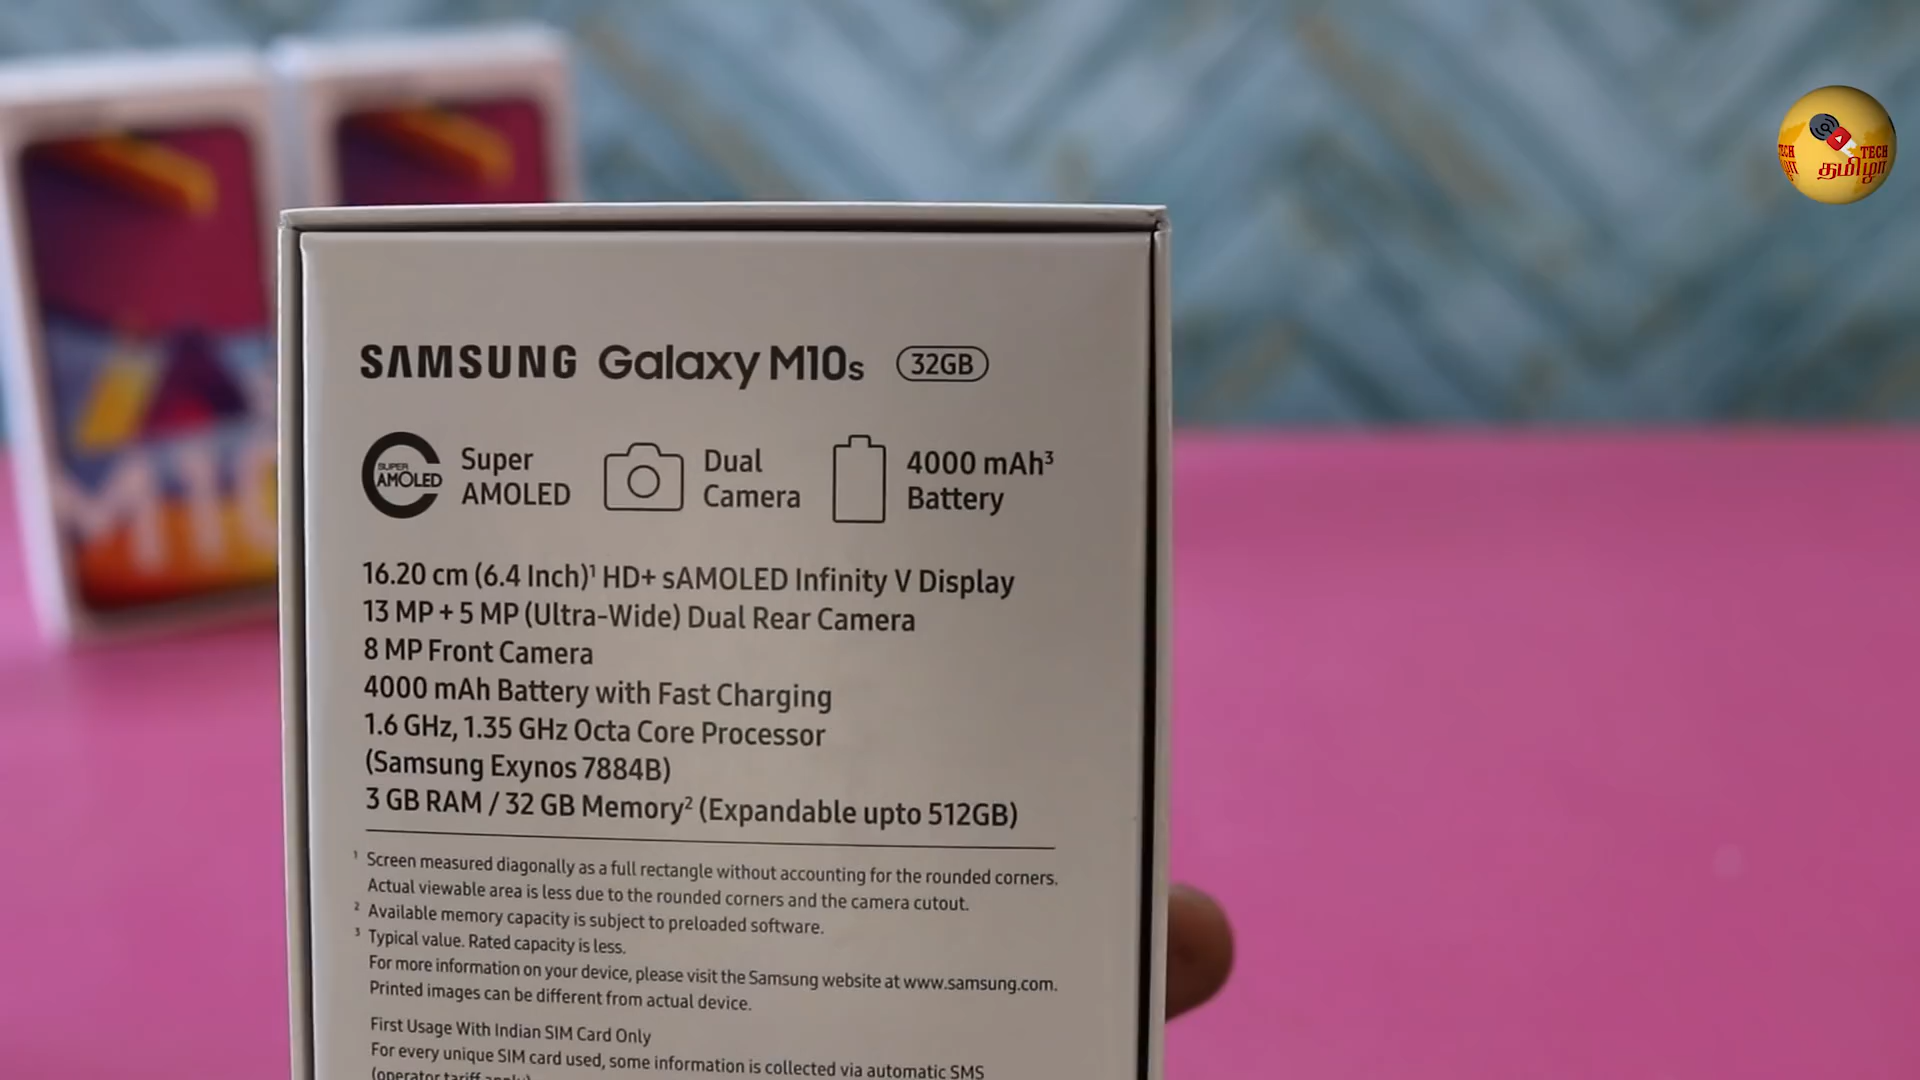 SAMSUNG Galaxy M10s 32GB
SUPER AMOLED
Super AMOLED
Dual Camera
4000 mAh³ Battery
16.20 cm (6.4 Inch)¹ HD+ sAMOLED Infinity V Display
13 MP + 5 MP (Ultra-Wide) Dual Rear Camera
8 MP Front Camera
4000 mAh Battery with Fast Charging
1.6 GHz, 1.35 GHz Octa Core Processor
(Samsung Exynos 7884B)
3 GB RAM / 32 GB Memory² (Expandable upto 512GB)
¹ Screen measured diagonally as a full rectangle without accounting for the rounded corners.
Actual viewable area is less due to the rounded corners and the camera cutout.
² Available memory capacity is subject to preloaded software.
³ Typical value. Rated capacity is less.
For more information on your device, please visit the Samsung website at www.samsung.com.
Printed images can be different from actual device.
First Usage With Indian SIM Card Only
For every unique SIM card used, some information is collected via automatic SMS
(operator tariff apply)
M10
TECH
தமிழா